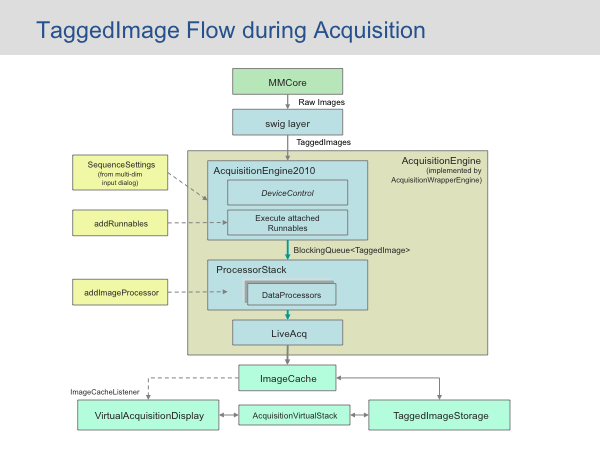 TaggedImage Flow during Acquisition
MMCore
Raw Images
swig layer
TaggedImages
SequenceSettings
(from multi-dim
input dialog)
AcquisitionEngine2010
AcquisitionEngine
(implemented by
AcquisitionWrapperEngine)
DeviceControl
addRunnables
Execute attached
Runnables
BlockingQueue<TaggedImage>
ProcessorStack
addImageProcessor
DataProcessors
LiveAcq
ImageCache
ImageCacheListener
VirtualAcquisitionDisplay
AcquisitionVirtualStack
TaggedImageStorage